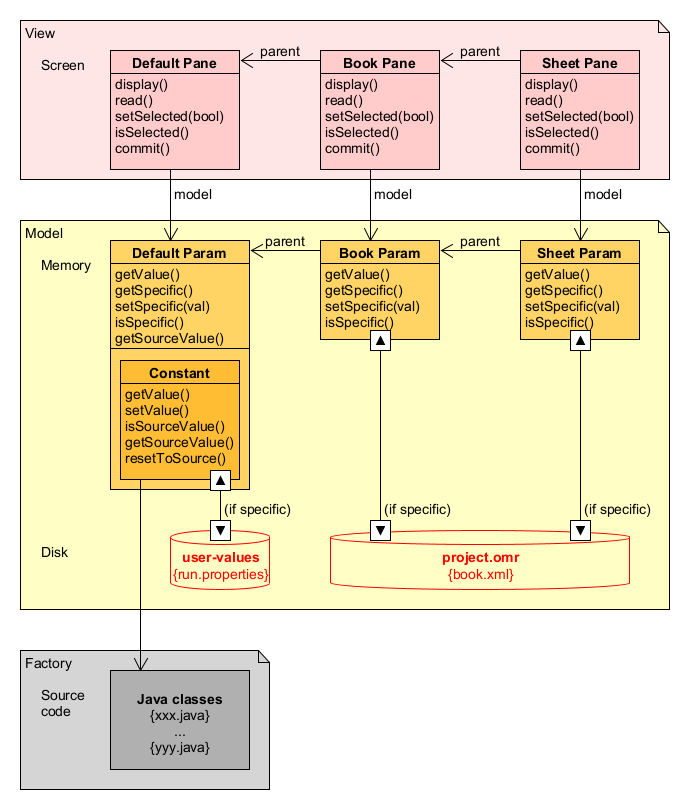 View
Screen
parent
parent
Default Pane
display()
read()
setSelected(bool)
isSelected()
commit()
Book Pane
display()
read()
setSelected(bool)
isSelected()
commit()
Sheet Pane
display()
read()
setSelected(bool)
isSelected()
commit()
model
model
model
Model
Memory
parent
parent
Default Param
getValue()
getSpecific()
setSpecific(val)
isSpecific()
getSourceValue()
Book Param
getValue()
getSpecific()
setSpecific(val)
isSpecific()
Sheet Param
getValue()
getSpecific()
setSpecific(val)
isSpecific()
Constant
getValue()
setValue()
isSourceValue()
getSourceValue()
resetToSource()
(if specific)
(if specific)
(if specific)
Disk
user-values
{run.properties}
project.omr
{book.xml}
Factory
Source
code
Java classes
{xxx.java}
...
{yyy.java}